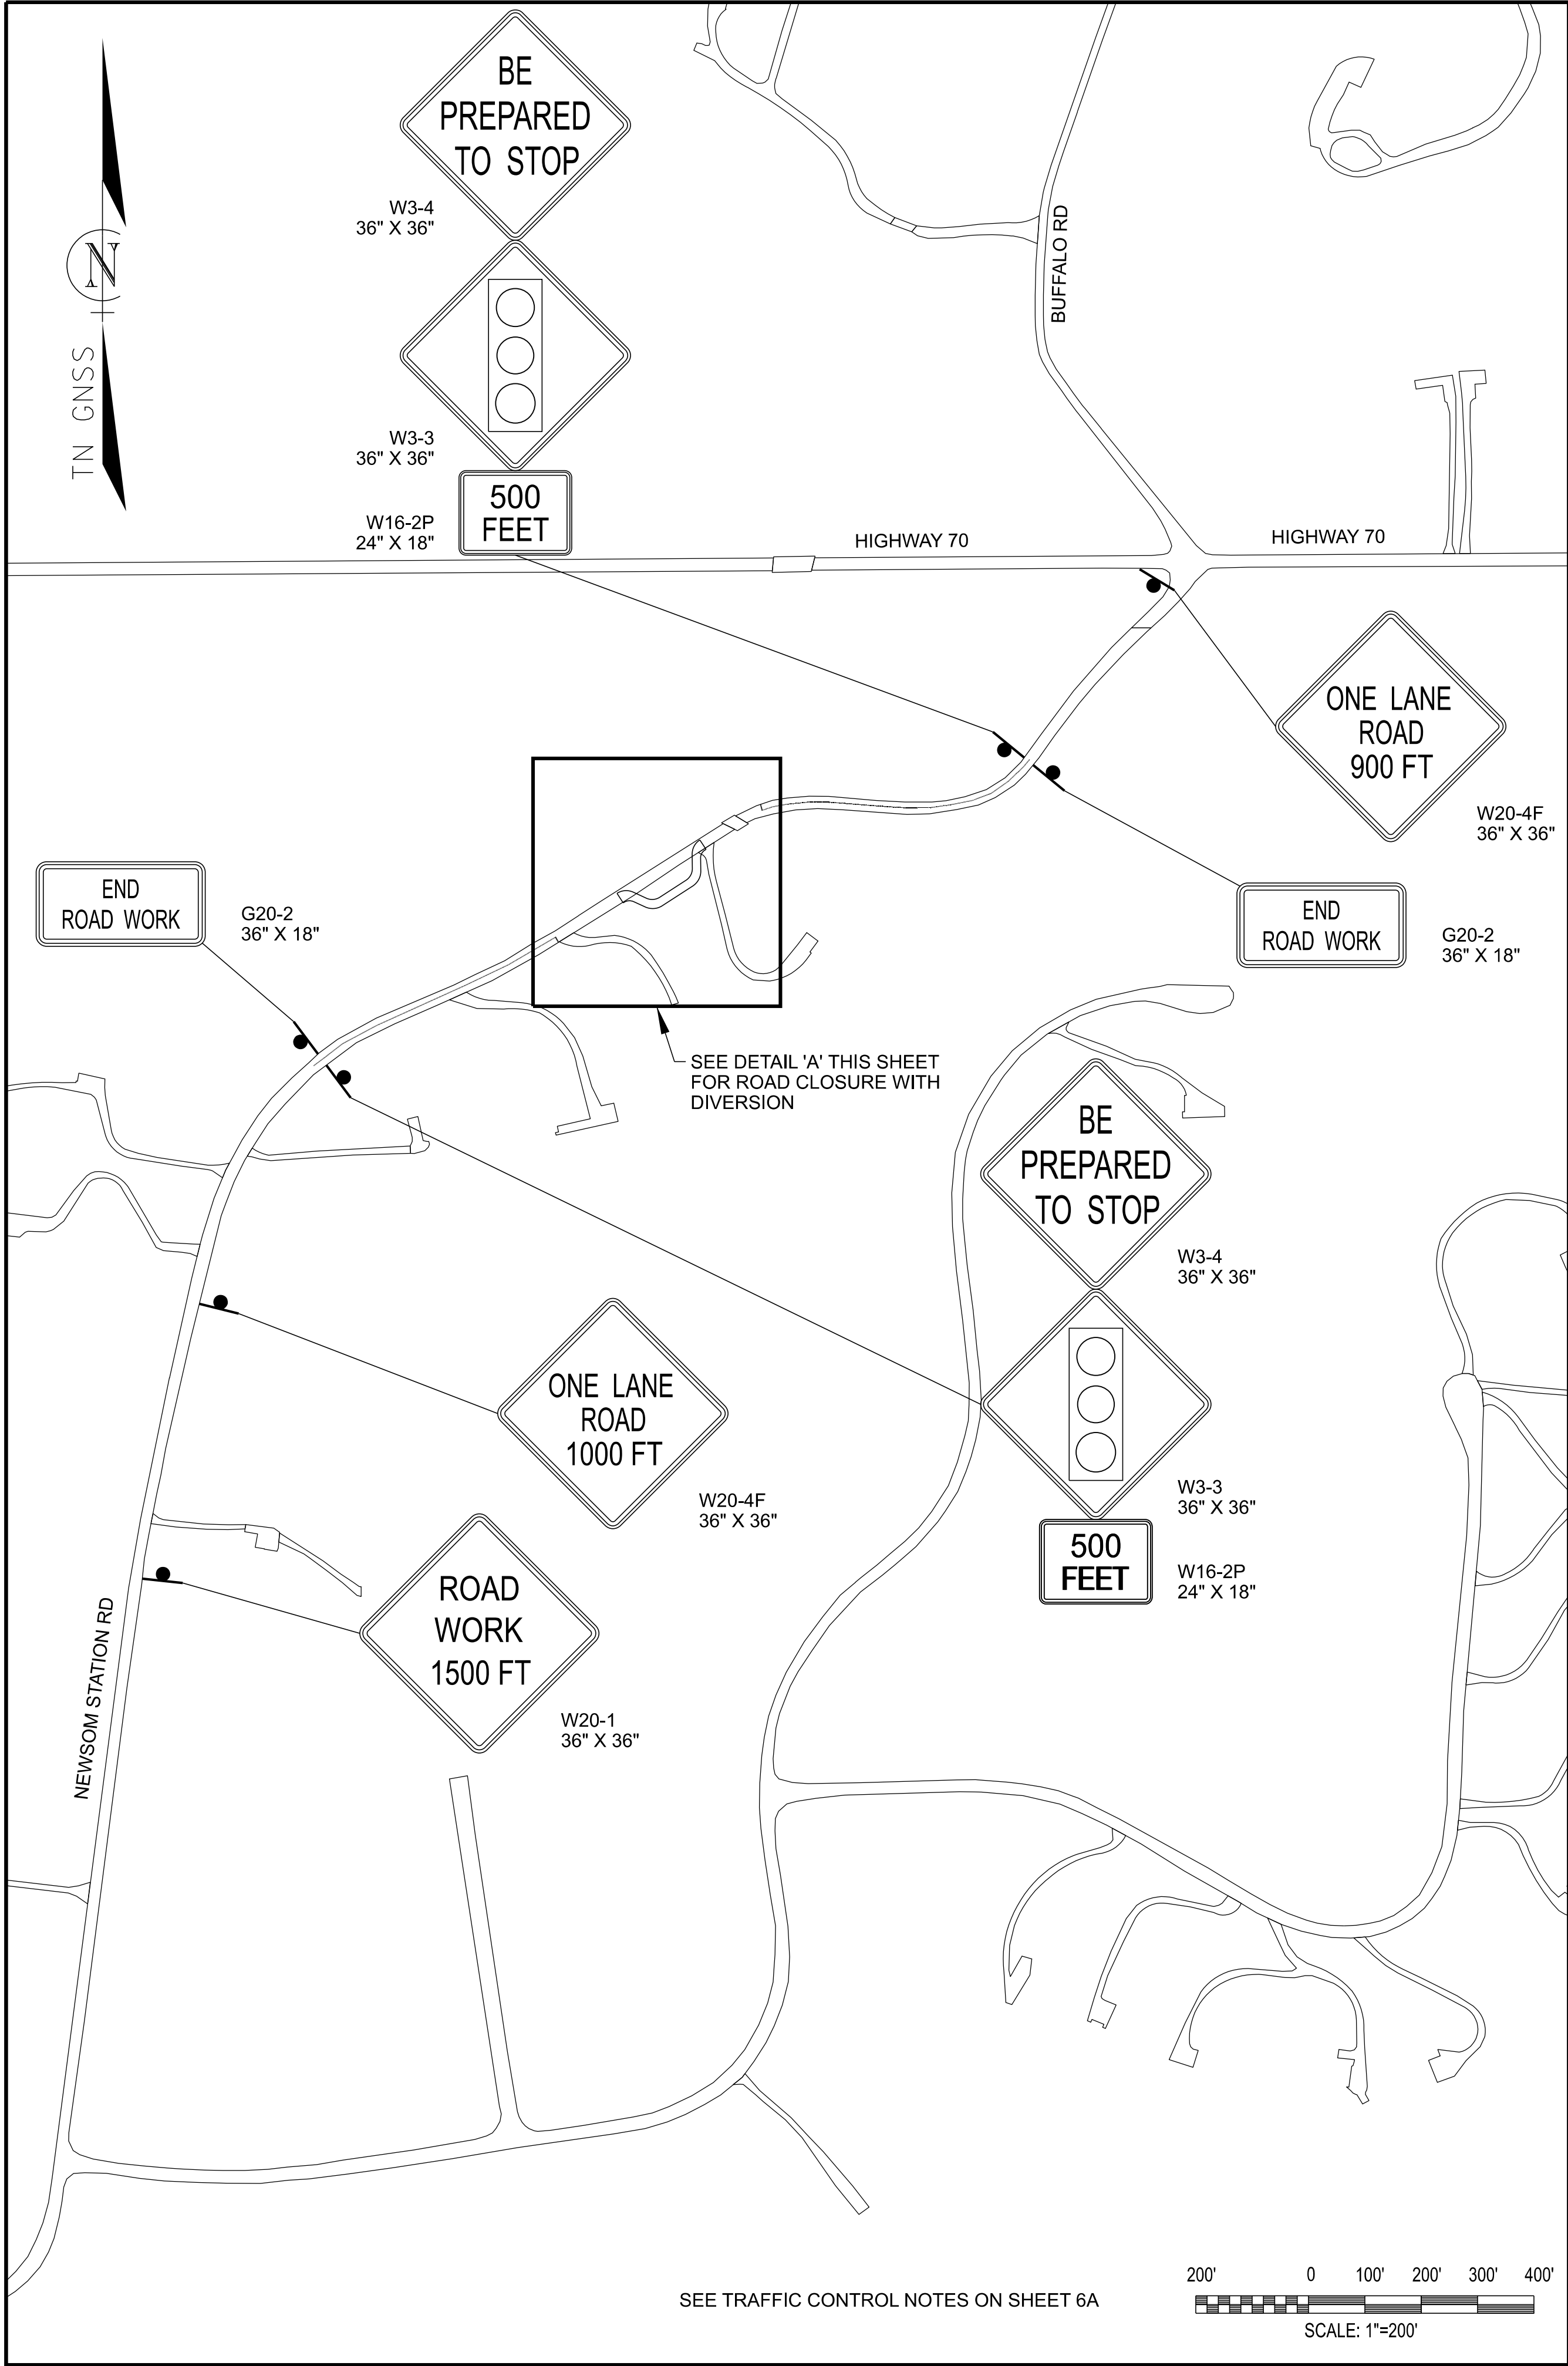 BE
PREPARED
TO STOP
W3-4
36" X 36"
N
TN GNSS
BUFFALO RD
W3-3
36" X 36"
500
FEET
W16-2P
24" X 18"
HIGHWAY 70
HIGHWAY 70
ONE LANE
ROAD
900 FT
W20-4F
36" X 36"
END
ROAD WORK
G20-2
36" X 18"
END
ROAD WORK
G20-2
36" X 18"
SEE DETAIL 'A' THIS SHEET
FOR ROAD CLOSURE WITH
DIVERSION
BE
PREPARED
TO STOP
W3-4
36" X 36"
ONE LANE
ROAD
1000 FT
W20-4F
36" X 36"
W3-3
36" X 36"
500
FEET
W16-2P
24" X 18"
ROAD
WORK
1500 FT
W20-1
36" X 36"
NEWSOM STATION RD
SEE TRAFFIC CONTROL NOTES ON SHEET 6A
200' 0 100' 200' 300' 400'
SCALE: 1"=200'